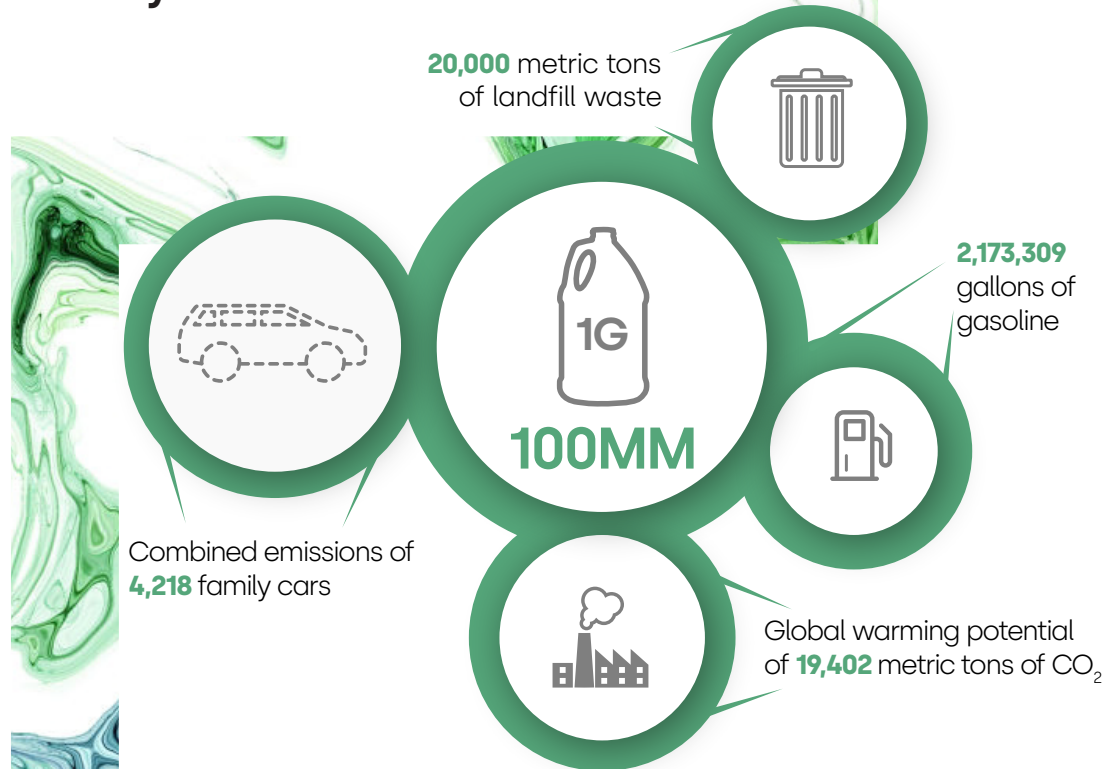 20,000 metric tons
of landfill waste
2,173,309
gallons of
gasoline
1G
100MM
Combined emissions of
4,218 family cars
Global warming potential
of 19,402 metric tons of CO₂